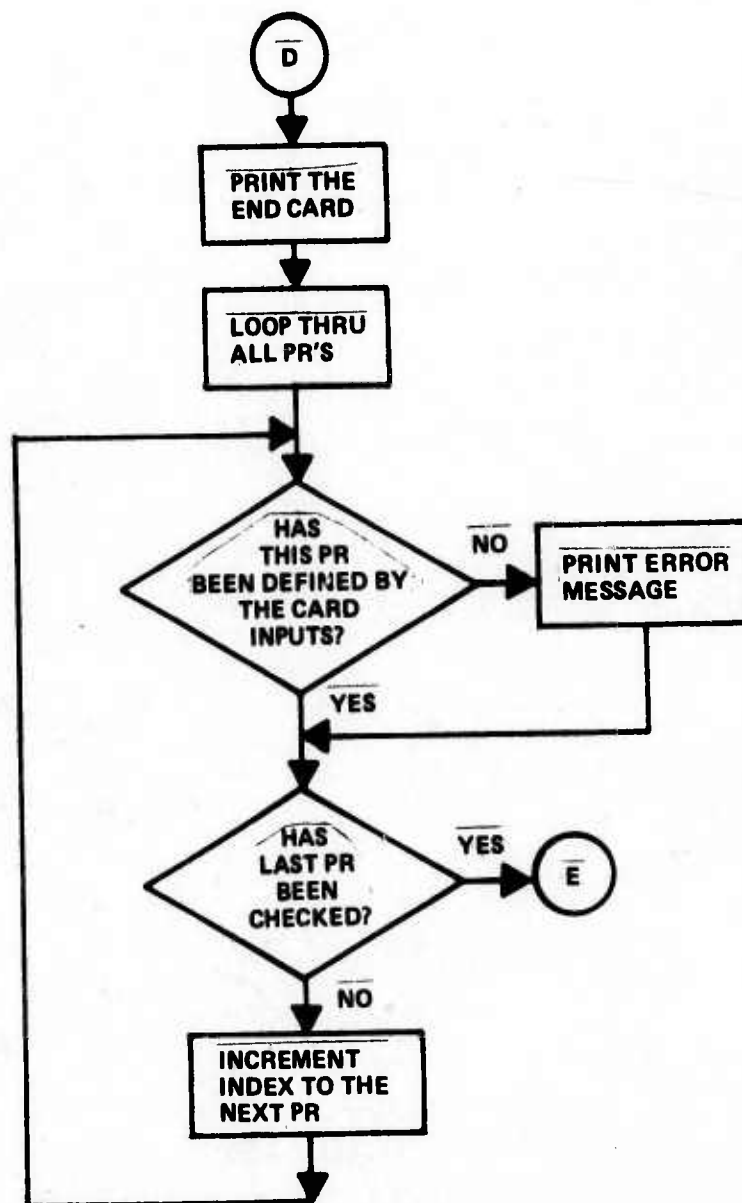 D
PRINT THE
END CARD
LOOP THRU
ALL PR'S
HAS
THIS PR
BEEN DEFINED BY
THE CARD
INPUTS?
NO
PRINT ERROR
MESSAGE
YES
HAS
LAST PR
BEEN
CHECKED?
YES
E
NO
INCREMENT
INDEX TO THE
NEXT PR